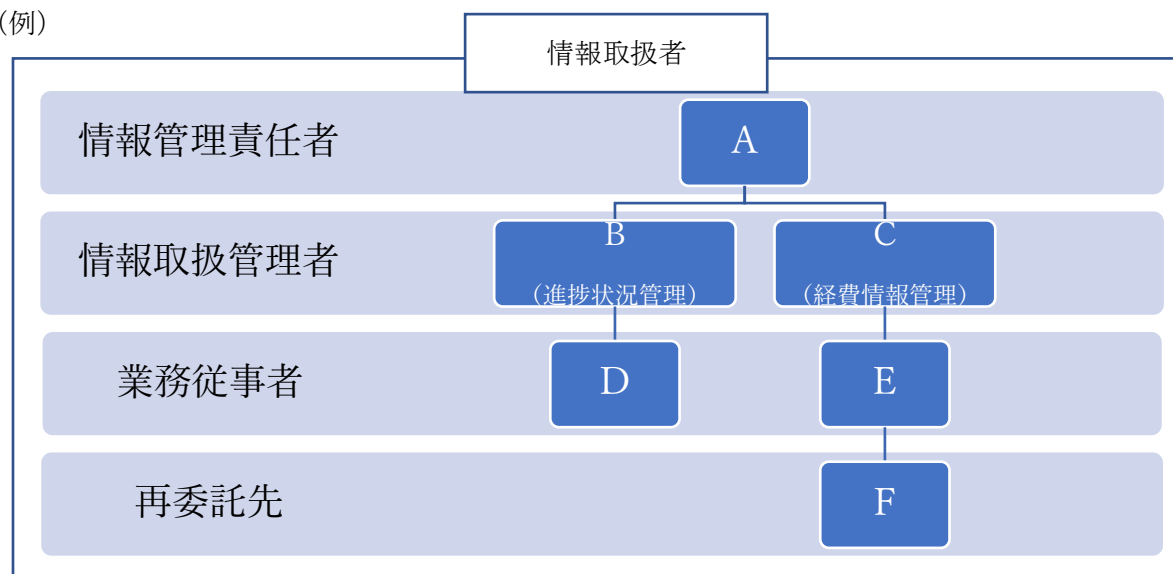 （例）
情報取扱者
情報管理責任者
A
情報取扱管理者
B
（進捗状況管理）
C
（経費情報管理）
業務従事者
D
E
再委託先
F